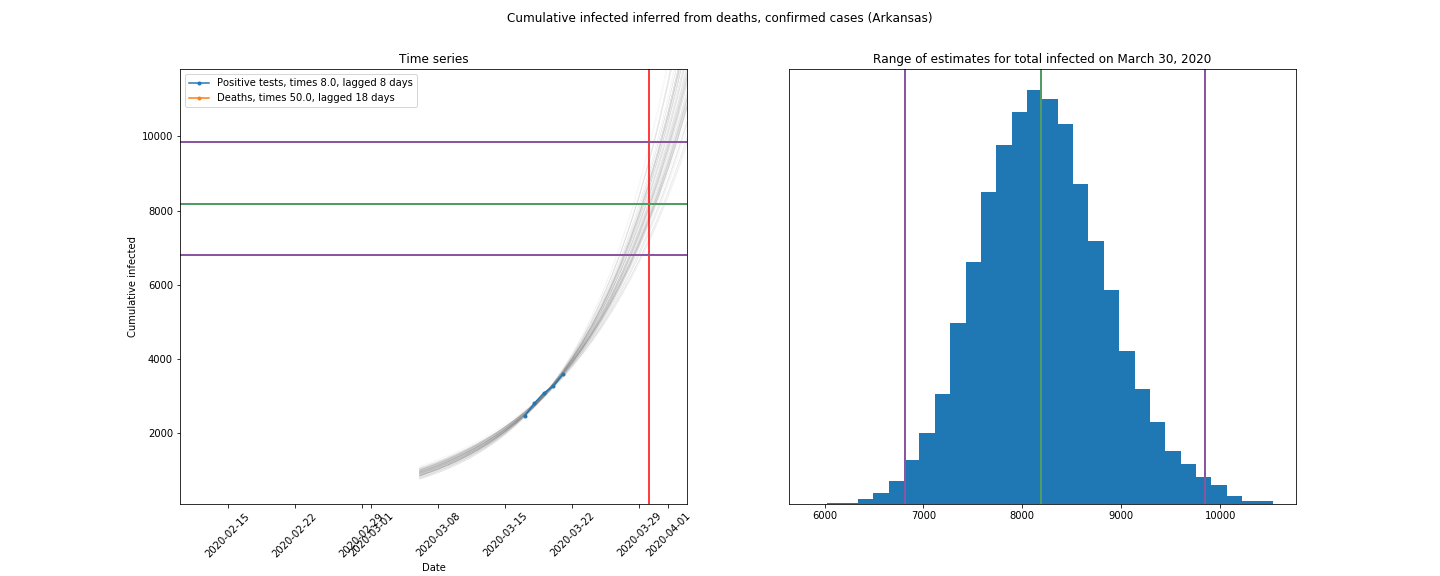 Cumulative infected inferred from deaths, confirmed cases (Arkansas)
Time series
Positive tests, times 8.0, lagged 8 days
Deaths, times 50.0, lagged 18 days
Cumulative infected
10000
8000
6000
4000
2000
2020-02-15
2020-02-22
2020-02-29
2020-03-01
2020-03-08
2020-03-15
2020-03-22
2020-03-29
2020-04-01
Date
Range of estimates for total infected on March 30, 2020
6000
7000
8000
9000
10000